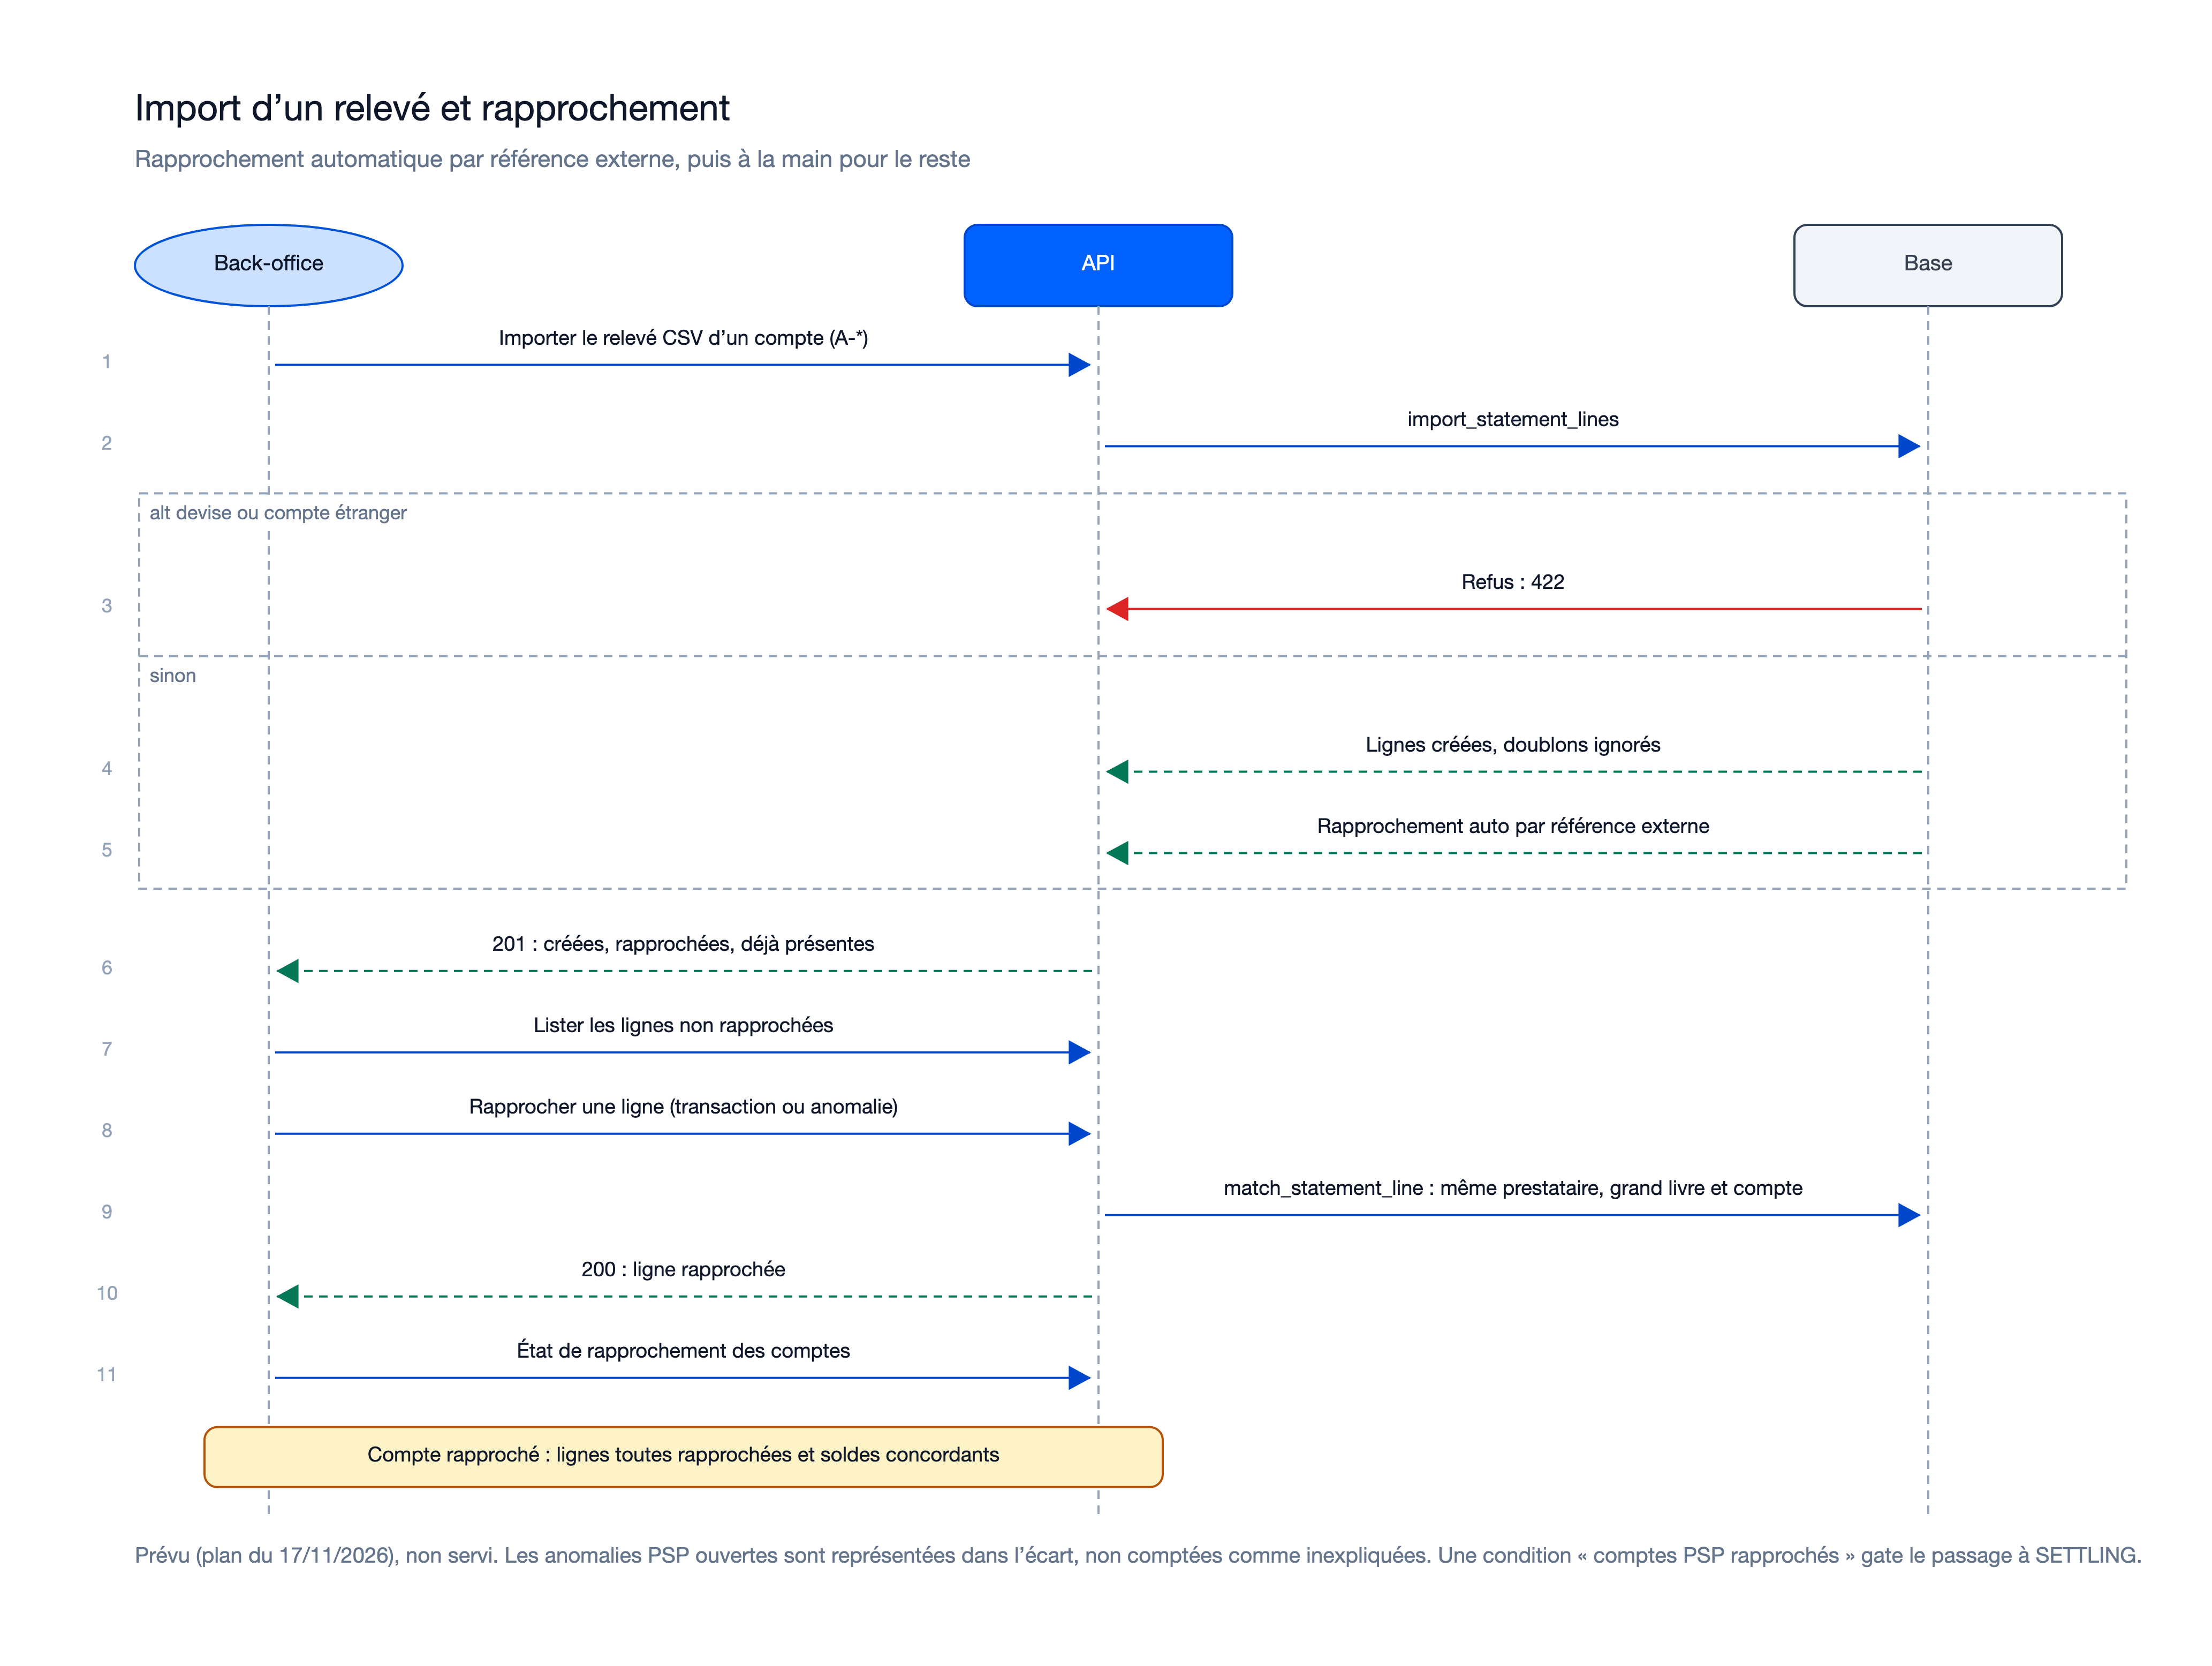 Import d’un relevé et rapprochement
Rapprochement automatique par référence externe, puis à la main pour le reste
Back-office
API
Base
Importer le relevé CSV d’un compte (A-*)
1
import_statement_lines
2
alt devise ou compte étranger
Refus : 422
3
sinon
Lignes créées, doublons ignorés
4
Rapprochement auto par référence externe
5
201 : créées, rapprochées, déjà présentes
6
Lister les lignes non rapprochées
7
Rapprocher une ligne (transaction ou anomalie)
8
match_statement_line : même prestataire, grand livre et compte
9
200 : ligne rapprochée
10
État de rapprochement des comptes
11
Compte rapproché : lignes toutes rapprochées et soldes concordants
Prévu (plan du 17/11/2026), non servi. Les anomalies PSP ouvertes sont représentées dans l’écart, non comptées comme inexpliquées. Une condition « comptes PSP rapprochés » gate le passage à SETTLING.